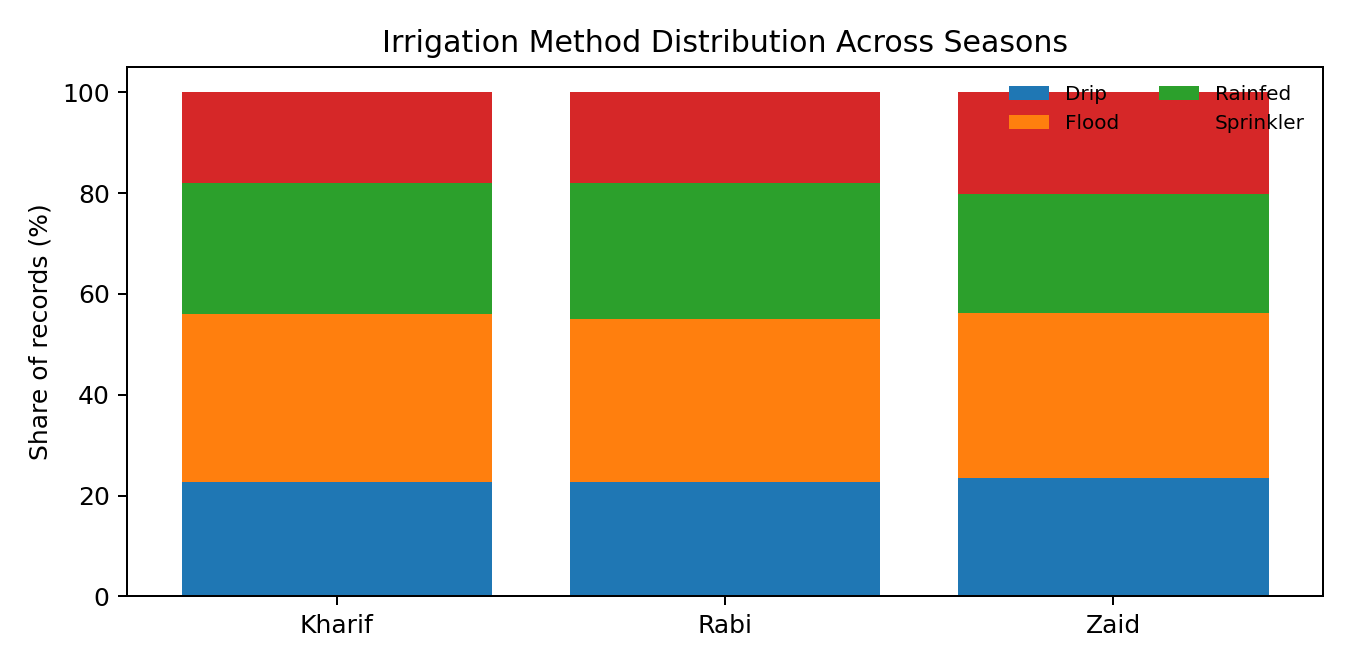 Irrigation Method Distribution Across Seasons
Share of records (%)
100
80
60
40
20
0
Drip
Flood
Rainfed
Sprinkler
Kharif
Rabi
Zaid